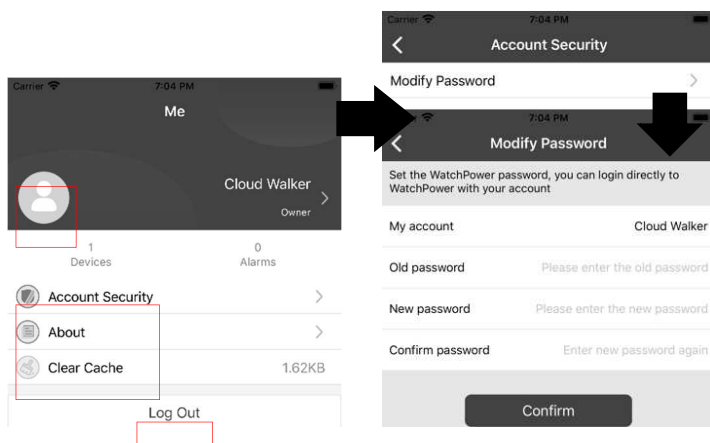 Carrier 7:04 PM
Me
Cloud Walker
Owner
1
Devices
0
Alarms
Account Security
About
Clear Cache 1.62KB
Log Out
Carrier 7:04 PM
Account Security
Modify Password
7:04 PM
Modify Password
Set the WatchPower password, you can login directly to
WatchPower with your account
My account Cloud Walker
Old password Please enter the old password
New password Please enter the new password
Confirm password Enter new password again
Confirm